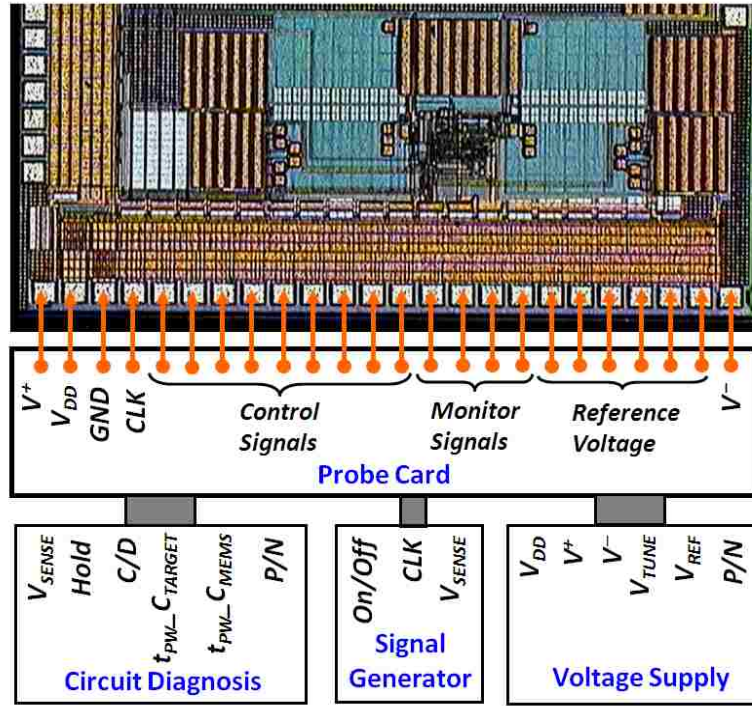 V+
VDD
GND
CLK
Control
Signals
Monitor
Signals
Reference
Voltage
V−
Probe Card
VSENSE
Hold
C/D
tPW_CTARGET
tPW_CMEMS
P/N
Circuit Diagnosis
On/Off
CLK
VSENSE
Signal
Generator
VDD
V+
V−
VTUNE
VREF
P/N
Voltage Supply